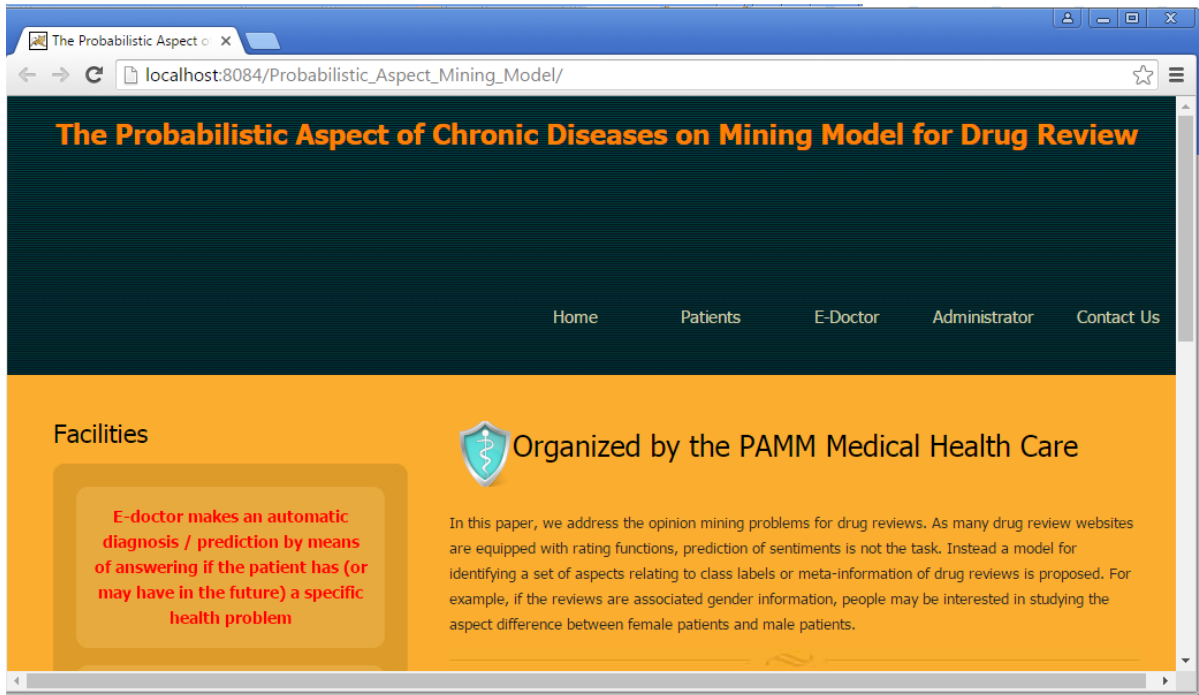 The Probabilistic Aspect o
localhost:8084/Probabilistic_Aspect_Mining_Model/
The Probabilistic Aspect of Chronic Diseases on Mining Model for Drug Review
Home Patients E-Doctor Administrator Contact Us
Facilities
E-doctor makes an automatic
diagnosis / prediction by means
of answering if the patient has (or
may have in the future) a specific
health problem
Organized by the PAMM Medical Health Care
In this paper, we address the opinion mining problems for drug reviews. As many drug review websites
are equipped with rating functions, prediction of sentiments is not the task. Instead a model for
identifying a set of aspects relating to class labels or meta-information of drug reviews is proposed. For
example, if the reviews are associated gender information, people may be interested in studying the
aspect difference between female patients and male patients.